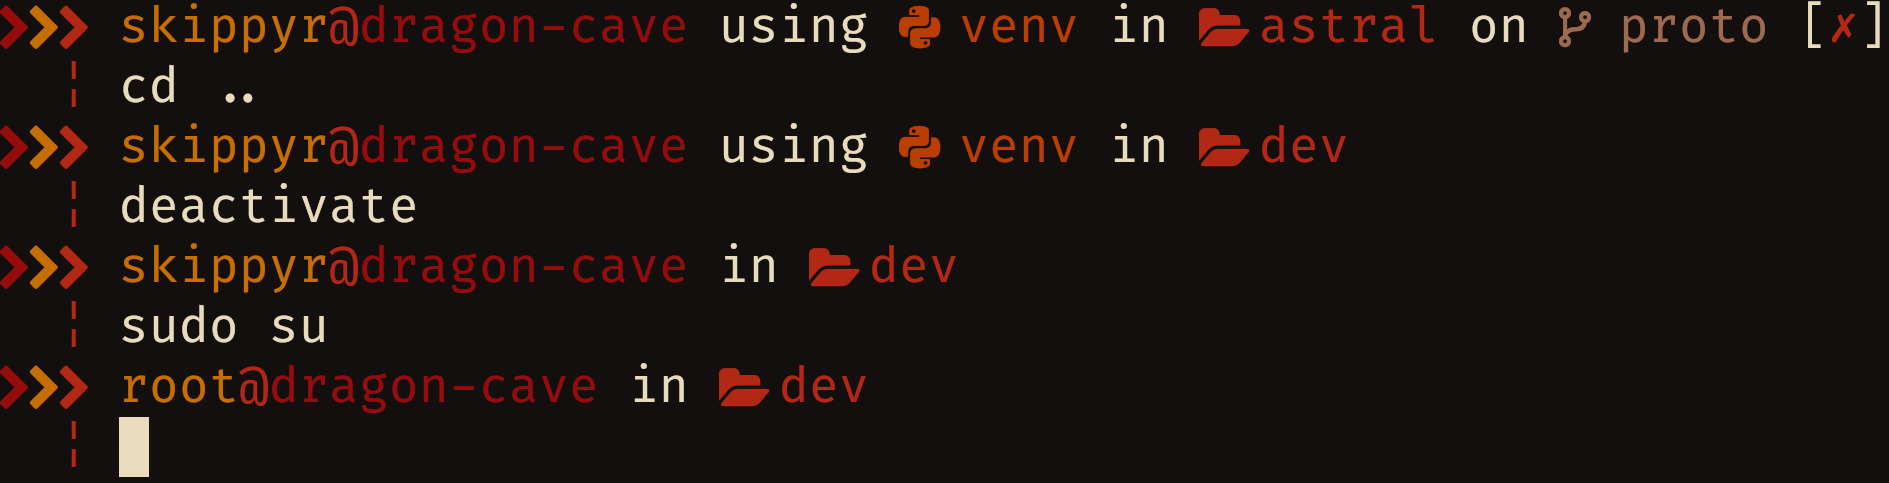 ❯❯❯ skippyr@dragon-cave using venv in astral on proto [✗]
¦ cd ..
❯❯❯ skippyr@dragon-cave using venv in dev
¦ deactivate
❯❯❯ skippyr@dragon-cave in dev
¦ sudo su
❯❯❯ root@dragon-cave in dev
¦